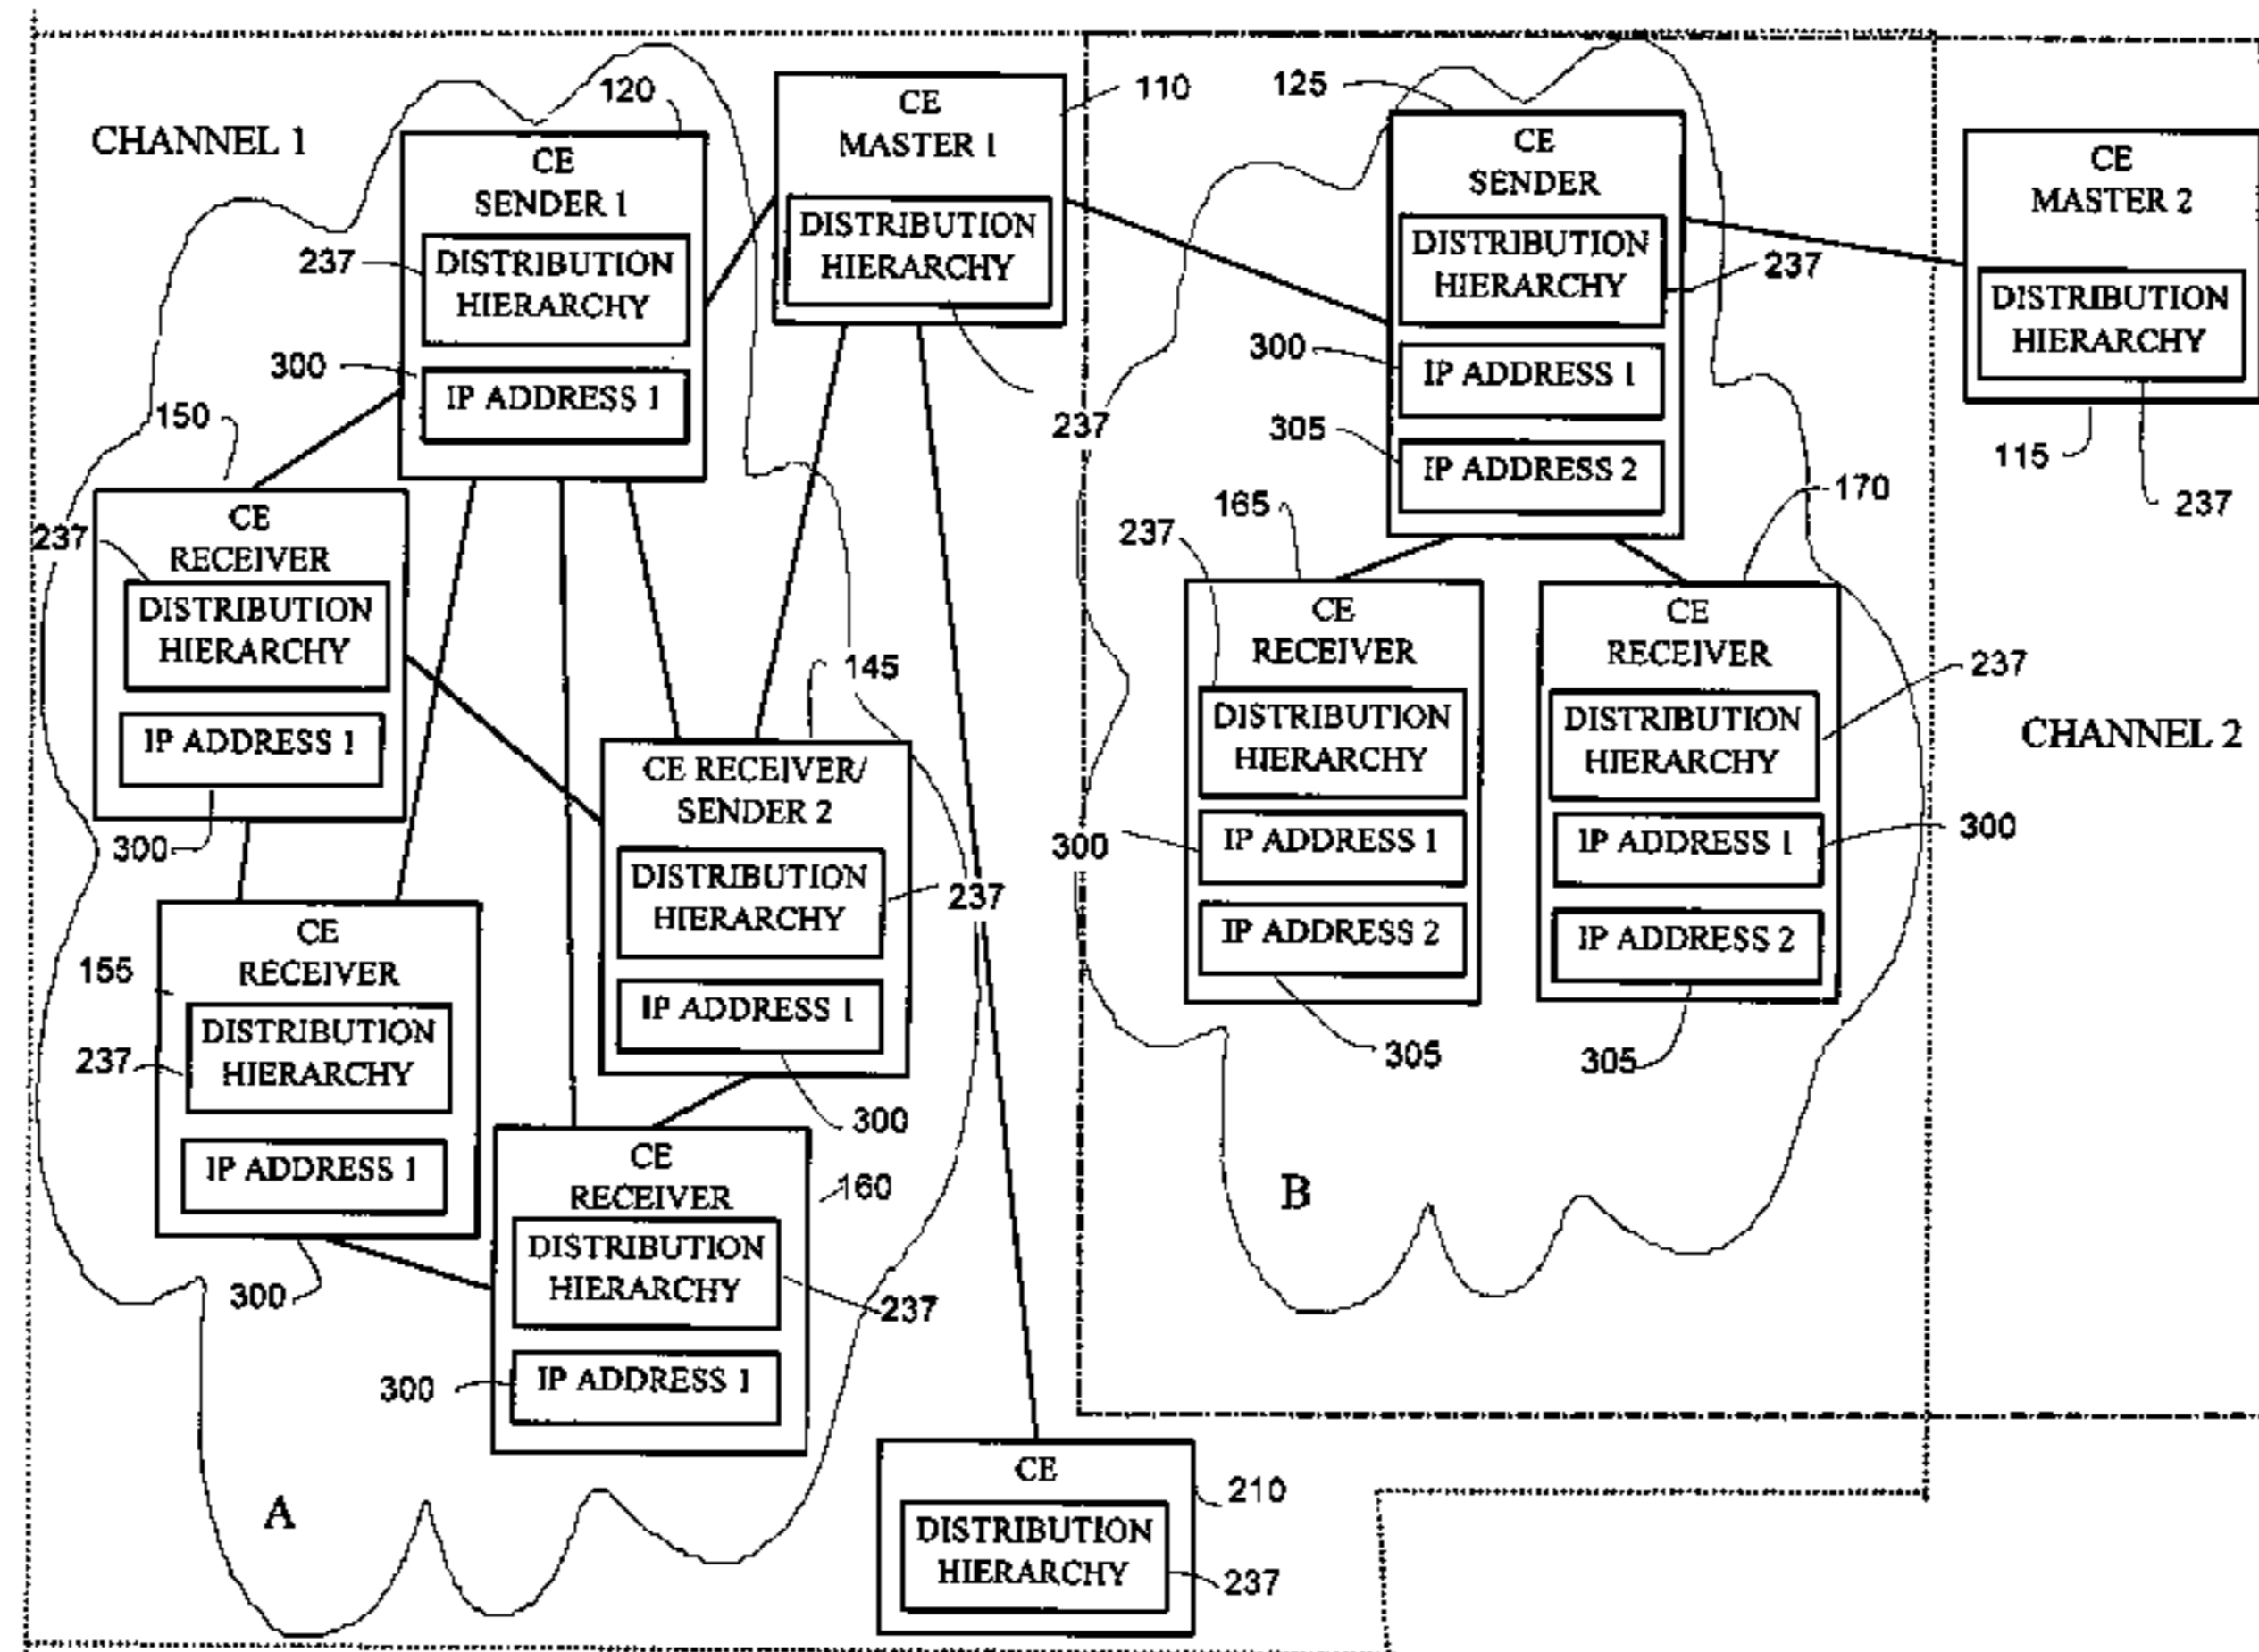 CHANNEL 1
120
CE
SENDER 1
237
DISTRIBUTION
HIERARCHY
300
IP ADDRESS 1
CE
MASTER 1
110
DISTRIBUTION
HIERARCHY
237
125
CE
SENDER
DISTRIBUTION
HIERARCHY
237
300
IP ADDRESS 1
305
IP ADDRESS 2
CE
MASTER 2
DISTRIBUTION
HIERARCHY
115
237
150
CE
RECEIVER
237
DISTRIBUTION
HIERARCHY
IP ADDRESS 1
300
145
CE RECEIVER/
SENDER 2
DISTRIBUTION
HIERARCHY
237
IP ADDRESS 1
300
165
237
CE
RECEIVER
DISTRIBUTION
HIERARCHY
300
IP ADDRESS 1
IP ADDRESS 2
305
170
CE
RECEIVER
237
DISTRIBUTION
HIERARCHY
IP ADDRESS 1
300
IP ADDRESS 2
305
CHANNEL 2
155
CE
RECEIVER
DISTRIBUTION
HIERARCHY
237
IP ADDRESS 1
300
CE
RECEIVER
160
DISTRIBUTION
HIERARCHY
237
300
IP ADDRESS 1
A
B
CE
210
DISTRIBUTION
HIERARCHY
237